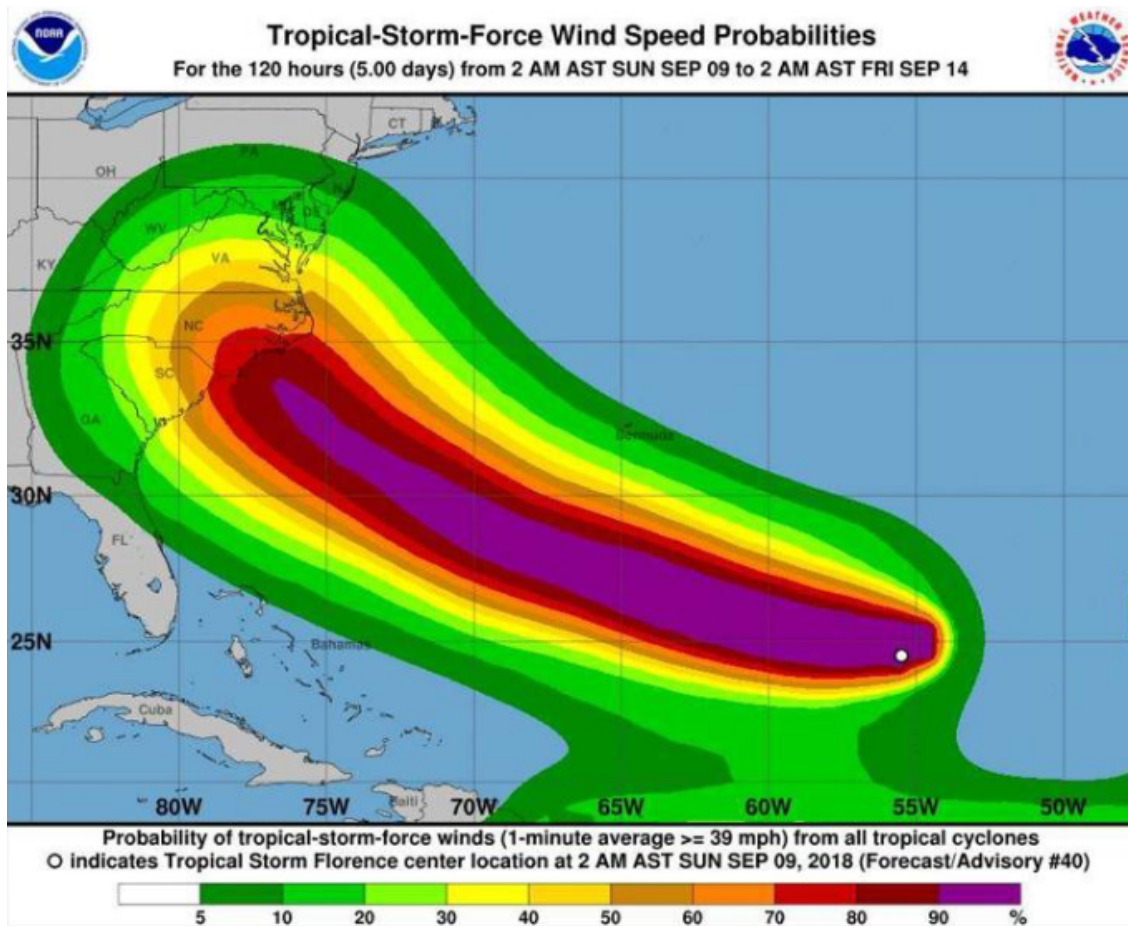 NOAA
Tropical-Storm-Force Wind Speed Probabilities
For the 120 hours (5.00 days) from 2 AM AST SUN SEP 09 to 2 AM AST FRI SEP 14
NATIONAL WEATHER SERVICE
CT
PA
OH
NJ
MD
DE
WV
VA
KY
35N
NC
SC
GA
Bermuda
30N
FL
25N
Bahamas
Cuba
Haiti
80W 75W 70W 65W 60W 55W 50W
Probability of tropical-storm-force winds (1-minute average >= 39 mph) from all tropical cyclones
O indicates Tropical Storm Florence center location at 2 AM AST SUN SEP 09, 2018 (Forecast/Advisory #40)
5 10 20 30 40 50 60 70 80 90 %